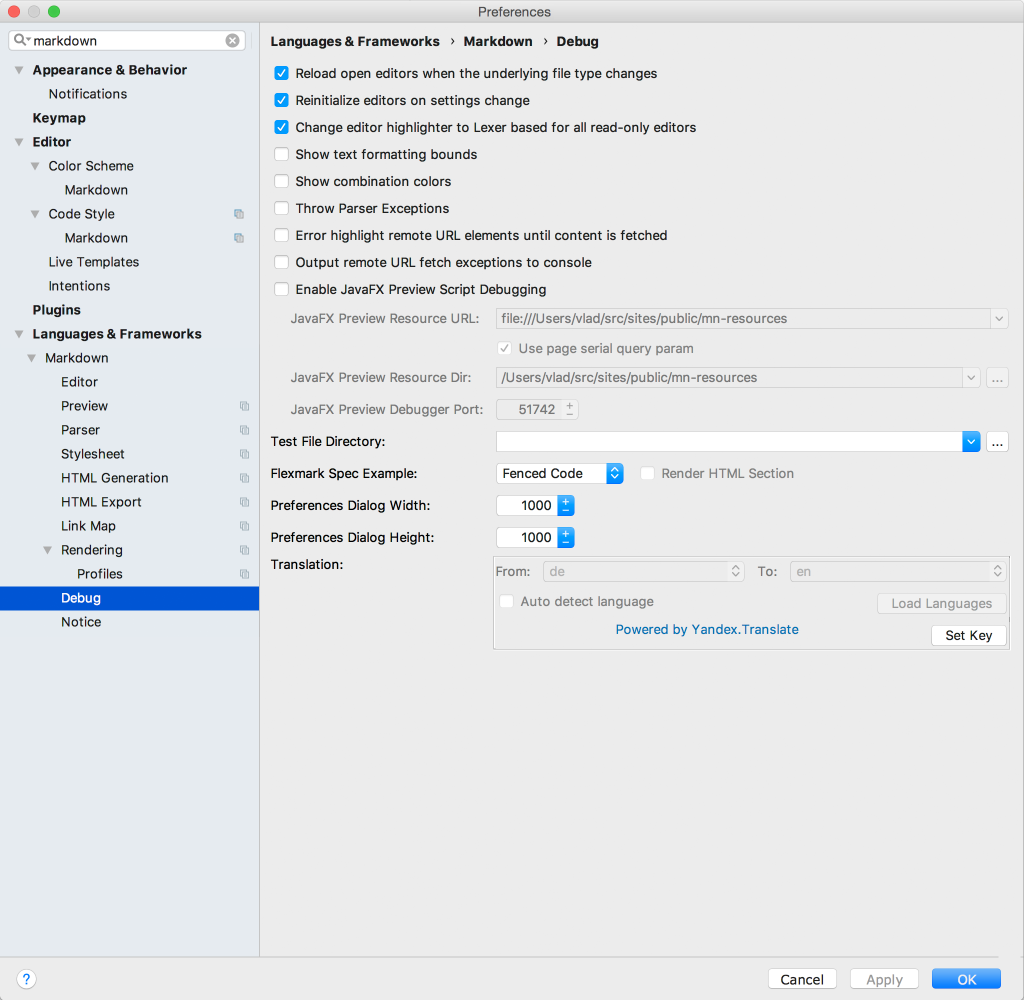 Preferences
markdown
Appearance & Behavior
Notifications
Keymap
Editor
Color Scheme
Markdown
Code Style
Markdown
Live Templates
Intentions
Plugins
Languages & Frameworks
Markdown
Editor
Preview
Parser
Stylesheet
HTML Generation
HTML Export
Link Map
Rendering
Profiles
Debug
Notice
Languages & Frameworks › Markdown › Debug
Reload open editors when the underlying file type changes
Reinitialize editors on settings change
Change editor highlighter to Lexer based for all read-only editors
Show text formatting bounds
Show combination colors
Throw Parser Exceptions
Error highlight remote URL elements until content is fetched
Output remote URL fetch exceptions to console
Enable JavaFX Preview Script Debugging
JavaFX Preview Resource URL: file:///Users/vlad/src/sites/public/mn-resources
Use page serial query param
JavaFX Preview Resource Dir: /Users/vlad/src/sites/public/mn-resources ...
JavaFX Preview Debugger Port: 51742 + −
Test File Directory: ...
Flexmark Spec Example: Fenced Code Render HTML Section
Preferences Dialog Width: 1000 + −
Preferences Dialog Height: 1000 + −
Translation:
From: de To: en
Auto detect language Load Languages
Powered by Yandex.Translate
Set Key
? Cancel Apply OK